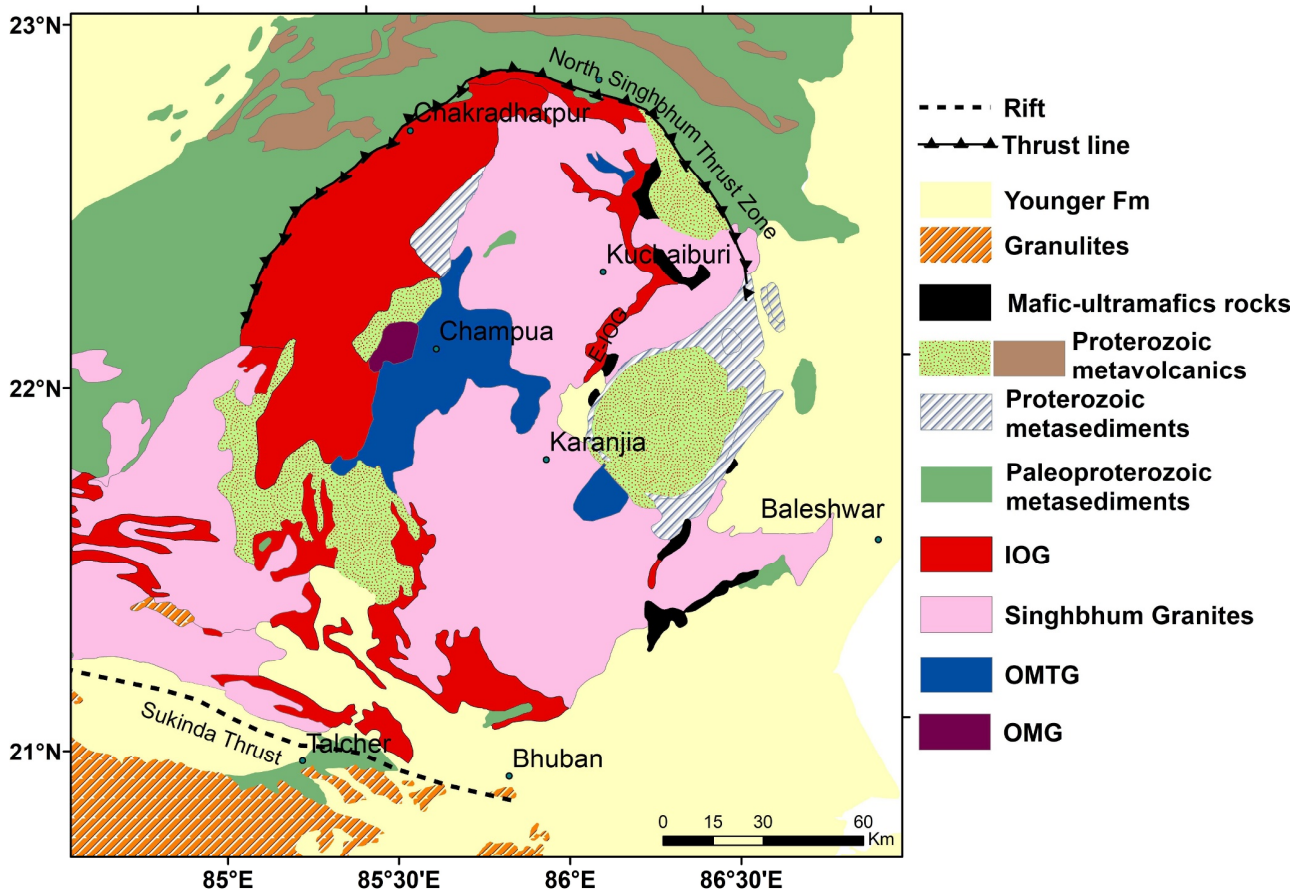 23°N
22°N
21°N
85°E
85°30'E
86°E
86°30'E
North Singhbhum Thrust Zone
Chakradharpur
Kuchaiburi
E-IOG
Champua
Karanjia
Baleshwar
Sukinda Thrust
Talcher
Bhuban
0 15 30 60
Km
Rift
Thrust line
Younger Fm
Granulites
Mafic-ultramafics rocks
Proterozoic
metavolcanics
Proterozoic
metasediments
Paleoproterozoic
metasediments
IOG
Singhbhum Granites
OMTG
OMG